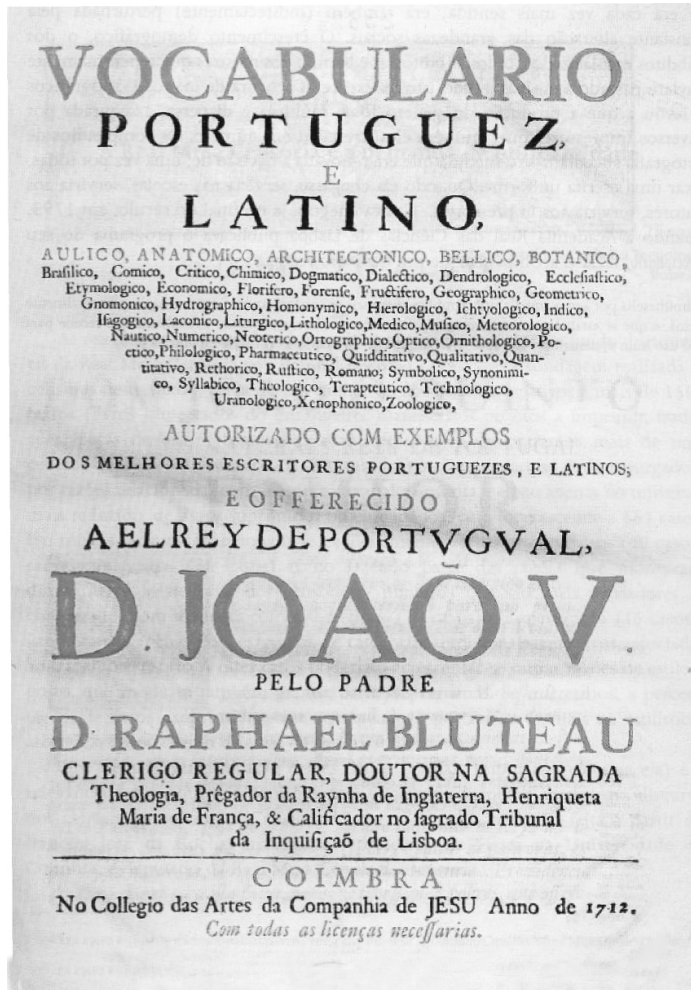 VOCABULARIO
PORTUGUEZ,
E
LATINO,
AULICO, ANATOMICO, ARCHITECTONICO, BELLICO, BOTANICO,
Braſilico, Comico, Critico, Chimico, Dogmatico, Dialectico, Dendrologico, Eccleſiaſtico,
Etymologico, Economico, Florifero, Forenſe, Fructifero, Geographico, Geometrico,
Gnomonico, Hydrographico, Homonymico, Hierologico, Ichtyologico, Indico,
Iſagogico, Laconico, Liturgico, Lithologico, Medico, Muſico, Meteorologico,
Nautico, Numerico, Neoterico, Ortographico, Optico, Ornithologico, Po-
etico, Philologico, Pharmaceutico, Quidditativo, Qualitativo, Quan-
titativo, Rethorico, Ruſtico, Romano; Symbolico, Synonimi-
co, Syllabico, Theologico, Terapteutico, Technologico,
Uranologico, Xenophonico, Zoologico,
AUTORIZADO COM EXEMPLOS
DOS MELHORES ESCRITORES PORTUGUEZES, E LATINOS;
E OFFERECIDO
A ELREY DE PORTVGVAL,
D. JOAÕ V.
PELO PADRE
D. RAPHAEL BLUTEAU
CLERIGO REGULAR, DOUTOR NA SAGRADA
Theologia, Prêgador da Raynha de Inglaterra, Henriqueta
Maria de França, & Calificador no ſagrado Tribunal
da Inquiſiçaõ de Lisboa.
COIMBRA
No Collegio das Artes da Companhia de JESU Anno de 1712.
Com todas as licenças neceſſarias.